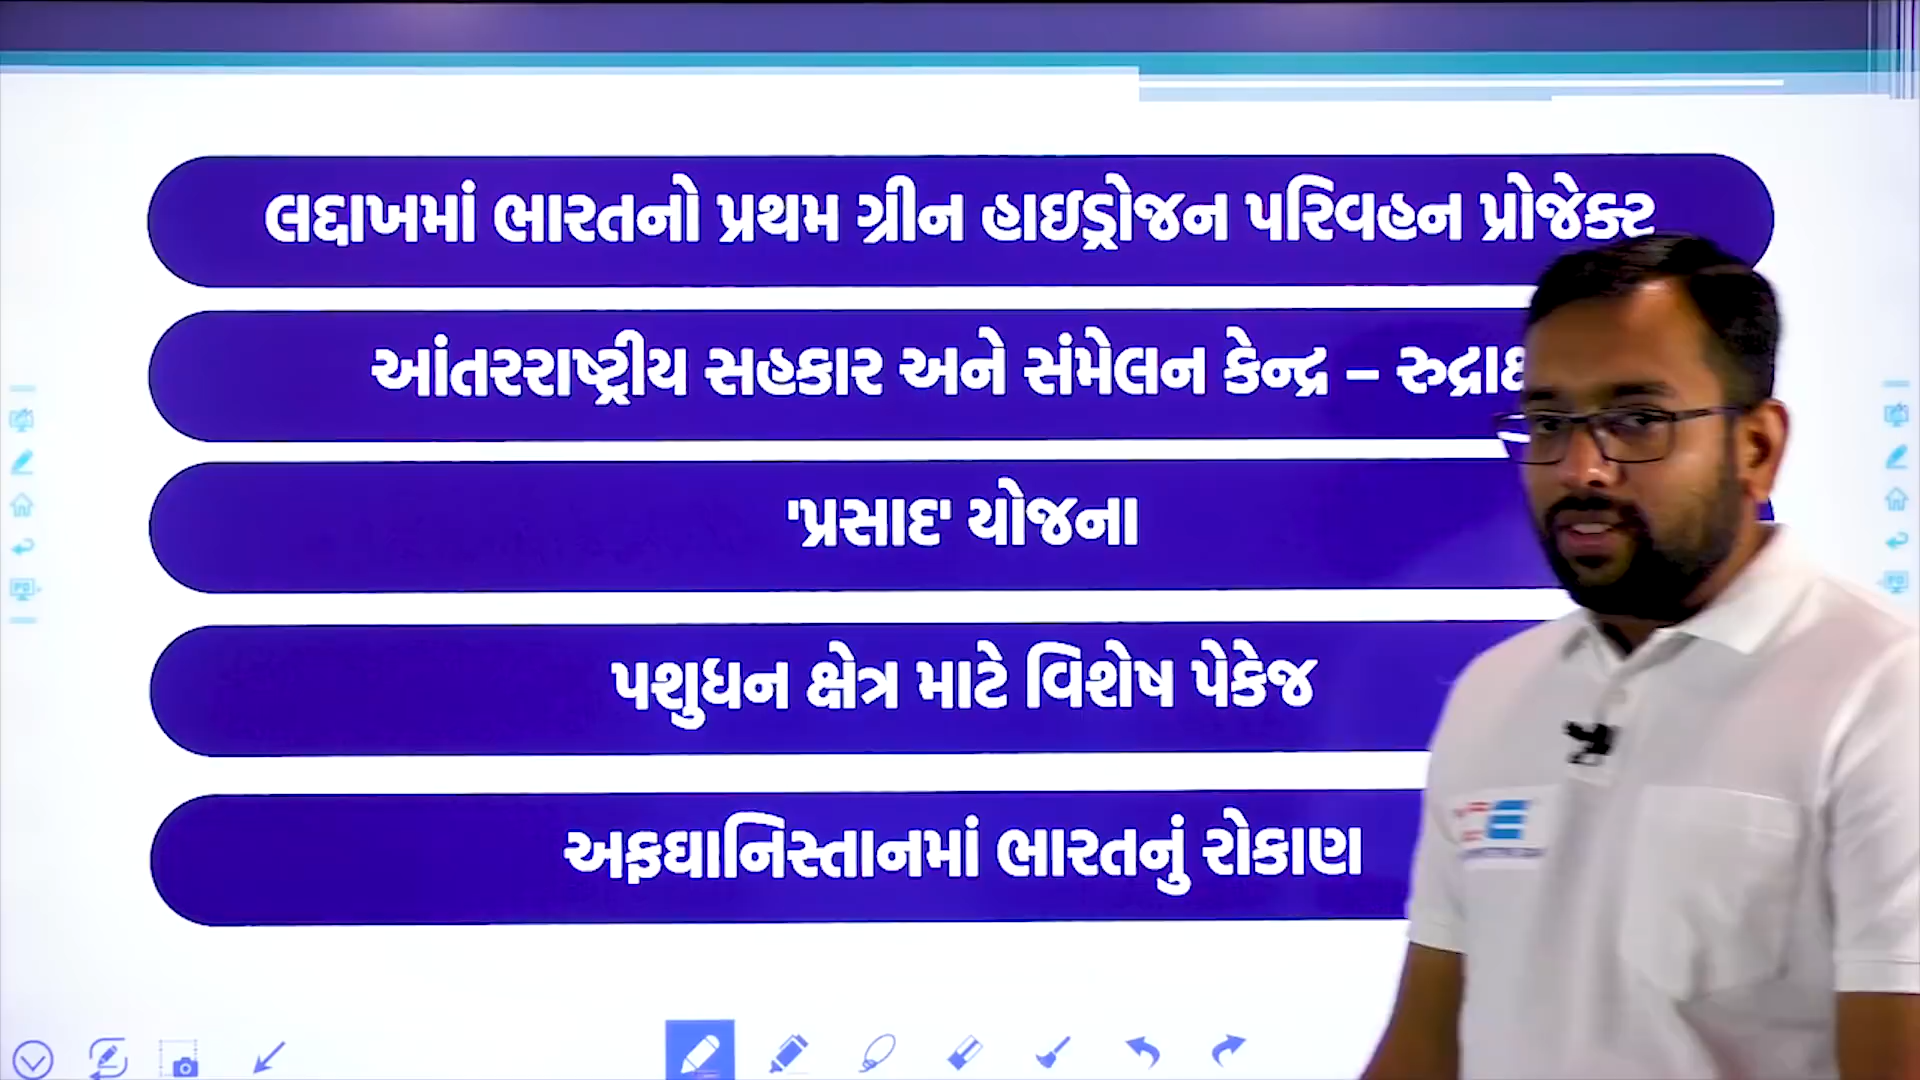 લદ્દાખમાં ભારતનો પ્રથમ ગ્રીન હાઇડ્રોજન પરિવહન પ્રોજેક્ટ
આંતરરાષ્ટ્રીય સહકાર અને સંમેલન કેન્દ્ર –
'પ્રસાદ' યોજના
પશુધન ક્ષેત્ર માટે વિશેષ પેકેજ
અફઘાનિસ્તાનમાં ભારતનું રોકાણ